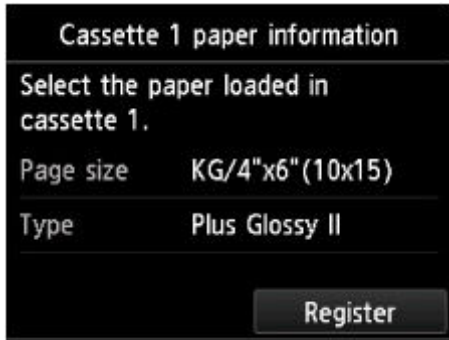 Cassette 1 paper information
Select the paper loaded in
cassette 1.
Page size KG/4"x6"(10x15)
Type Plus Glossy II
Register